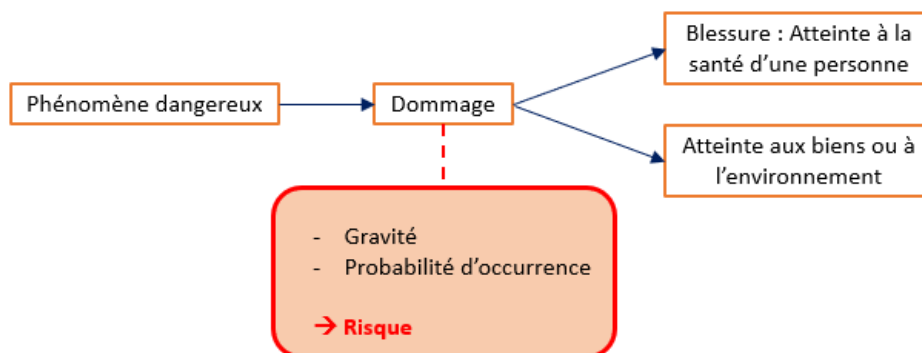 Phénomène dangereux
Dommage
Blessure : Atteinte à la
santé d'une personne
Atteinte aux biens ou à
l'environnement
- Gravité
- Probabilité d'occurrence
→ Risque